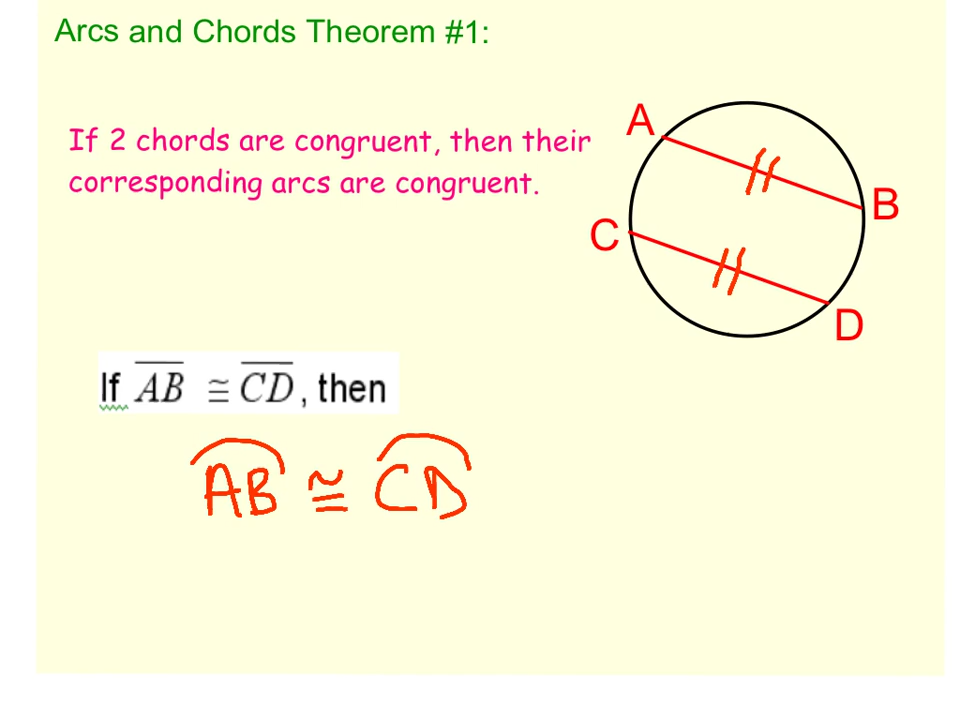 Arcs and Chords Theorem #1:
If 2 chords are congruent, then their
corresponding arcs are congruent.
A
B
C
D
If AB ≅ CD, then
AB ≅ CD